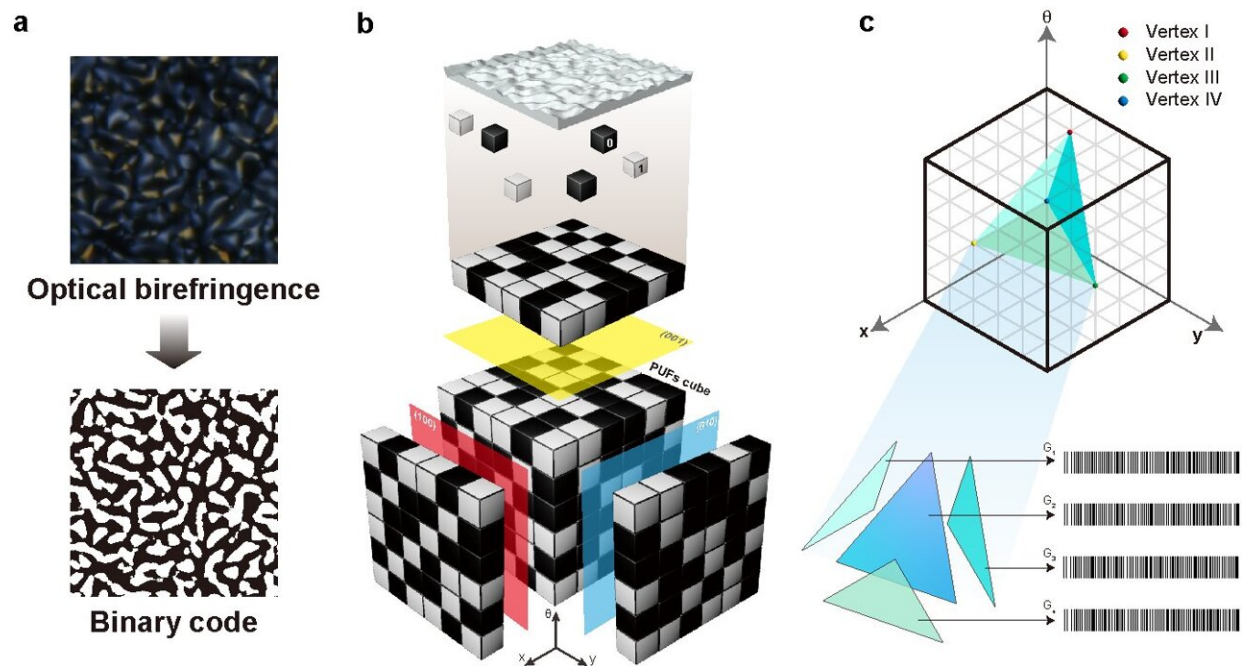 a
Optical birefringence
Binary code
b
0
1
(001)
PUFs cube
(100)
(010)
θ
x
y
c
θ
Vertex I
Vertex II
Vertex III
Vertex IV
x
y
G₁
G₂
G₃
G₄